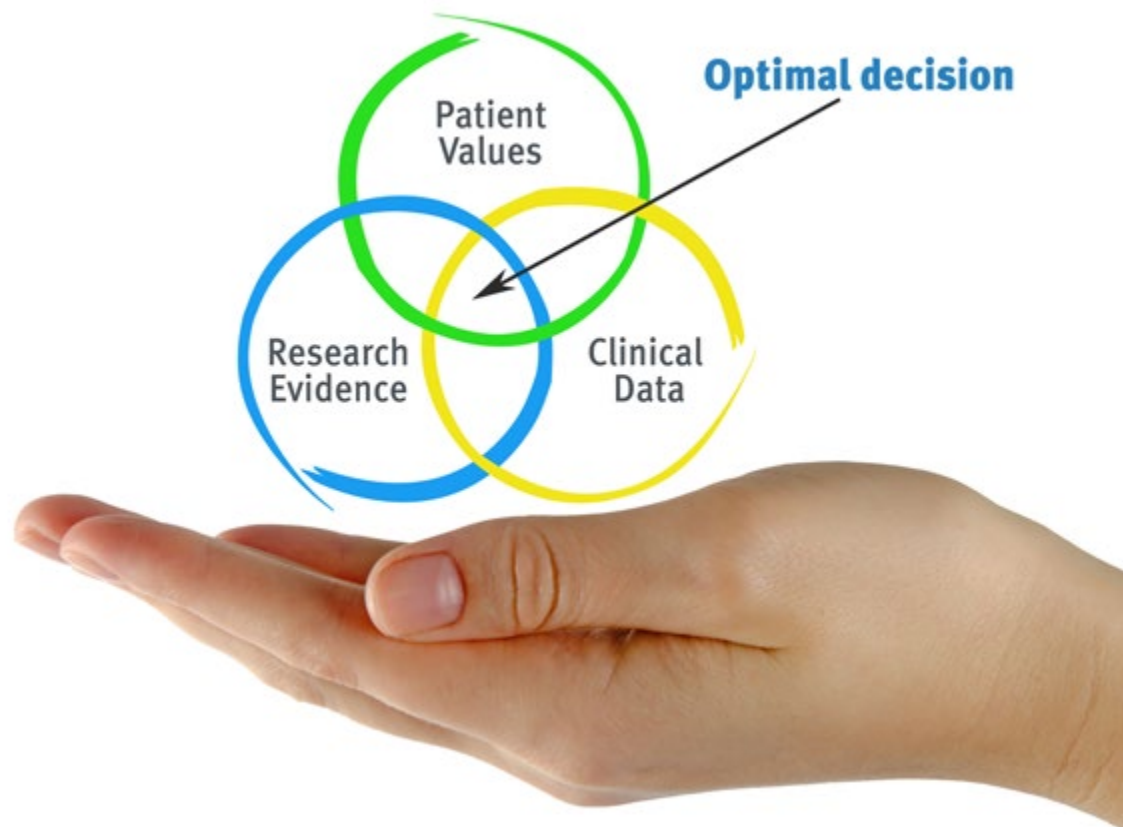 Optimal decision
Patient
Values
Research
Evidence
Clinical
Data